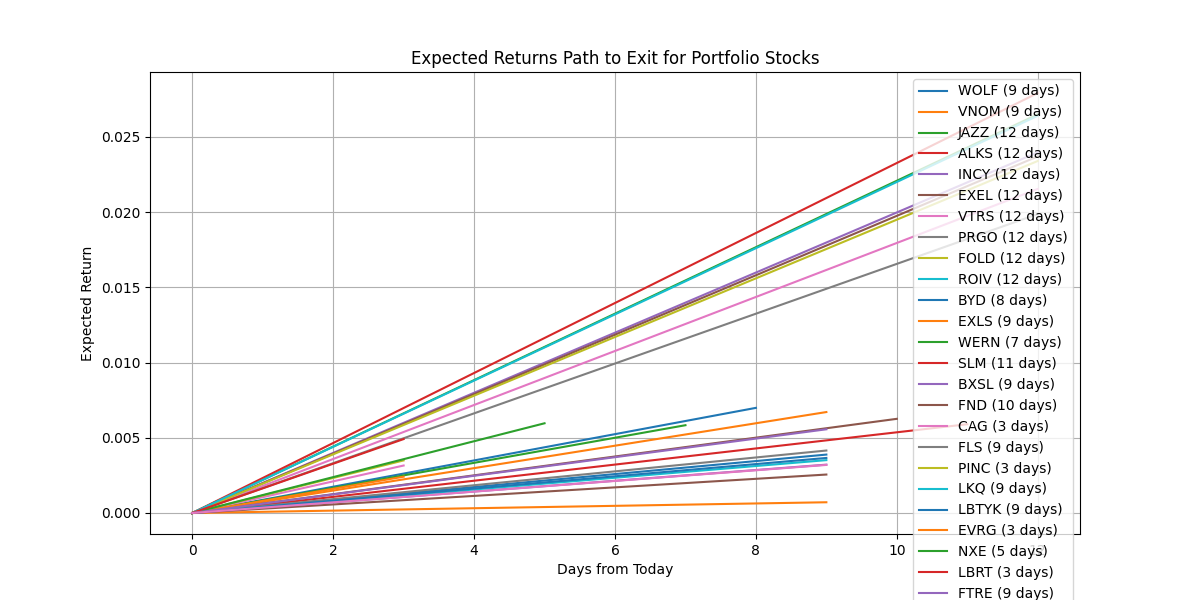 Expected Returns Path to Exit for Portfolio Stocks
Expected Return
0.025
0.020
0.015
0.010
0.005
0.000
0
2
4
6
8
10
Days from Today
WOLF (9 days)
VNOM (9 days)
JAZZ (12 days)
ALKS (12 days)
INCY (12 days)
EXEL (12 days)
VTRS (12 days)
PRGO (12 days)
FOLD (12 days)
ROIV (12 days)
BYD (8 days)
EXLS (9 days)
WERN (7 days)
SLM (11 days)
BXSL (9 days)
FND (10 days)
CAG (3 days)
FLS (9 days)
PINC (3 days)
LKQ (9 days)
LBTYK (9 days)
EVRG (3 days)
NXE (5 days)
LBRT (3 days)
FTRE (9 days)